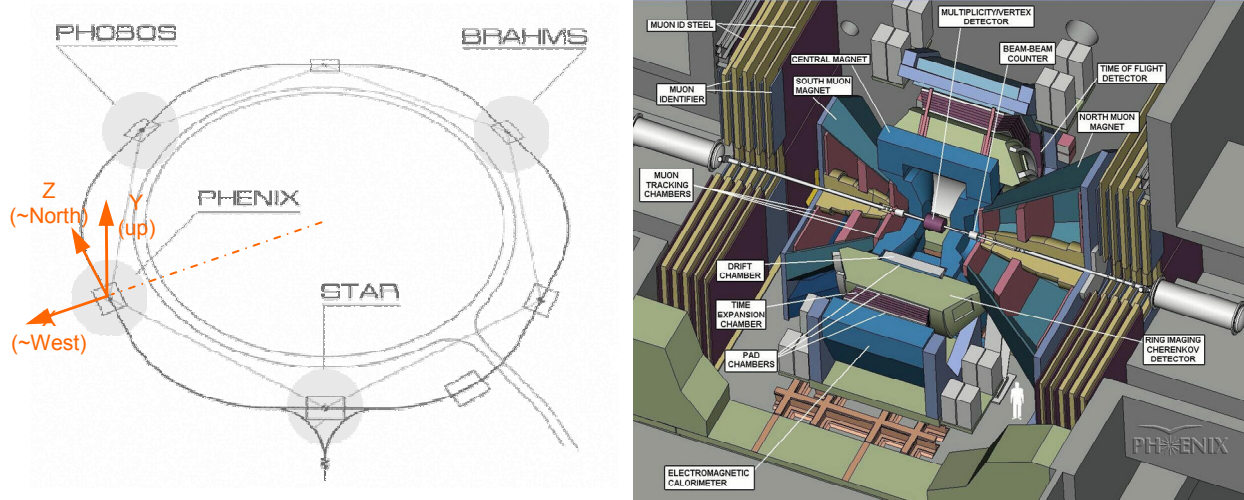 PHOBOS
BRAHMS
Z
(~North)
Y
(up)
PHENIX
STAR
X
(~West)
MUON ID STEEL
MULTIPLICITY/VERTEX
DETECTOR
BEAM-BEAM
COUNTER
CENTRAL MAGNET
SOUTH MUON
MAGNET
TIME OF FLIGHT
DETECTOR
MUON
IDENTIFIER
NORTH MUON
MAGNET
MUON
TRACKING
CHAMBERS
DRIFT
CHAMBER
TIME
EXPANSION
CHAMBER
PAD
CHAMBERS
RING IMAGING
CHERENKOV
DETECTOR
ELECTROMAGNETIC
CALORIMETER
PHENIX